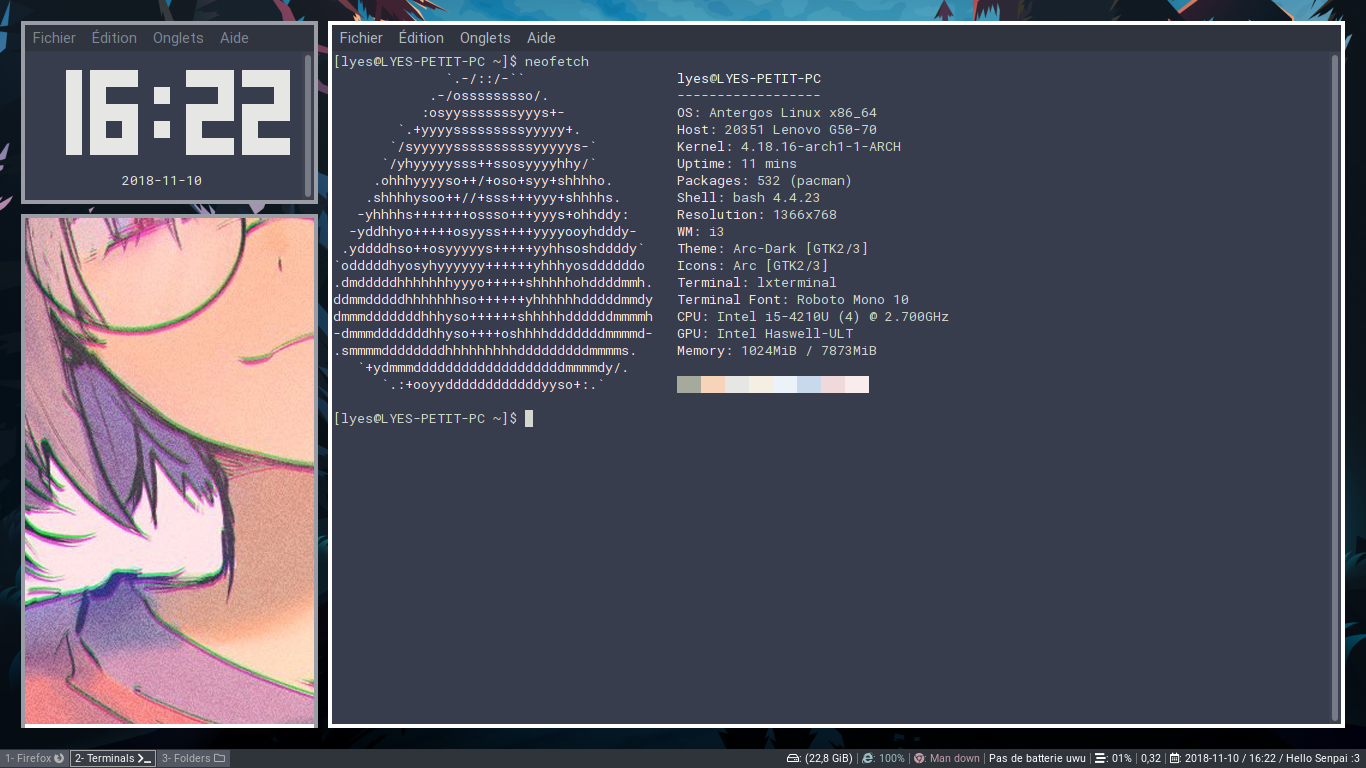 Fichier Édition Onglets Aide
16:22
2018-11-10
Fichier Édition Onglets Aide
[lyes@LYES-PETIT-PC ~]$ neofetch
`.-/::/-``
.-/osssssssso/.
:osyysssssssyyys+-
`.+yyyyssssssssssyyyyy+.
`/syyyyyssssssssssyyyyys-`
`/yhyyyyysss++ssosyyyyhhy/`
.ohhhyyyyso++/+oso+syy+shhhho.
.shhhhysoo++//+sss+++yyy+shhhhs.
-yhhhhs+++++++ossso+++yyys+ohhddy:
-yddhhyo+++++osyyss++++yyyyooyhdddy-
.yddddhso++osyyyyys+++++yyhhsoshddddy`
`odddddhyosyhyyyyyy++++++yhhhyosddddddo
.dmdddddhhhhhhhyyyo+++++shhhhhohddddmmh.
ddmmdddddhhhhhhhso++++++yhhhhhhdddddmmdy
dmmmdddddddhhhyso++++++shhhhhddddddmmmmh
-dmmmdddddddhhyso++++oshhhhdddddddmmmmd-
.smmmmddddddddhhhhhhhhhdddddddddmmmms.
`+ydmmmdddddddddddddddddddmmmmdy/.
`.:+ooyyddddddddddddyyso+:.`
lyes@LYES-PETIT-PC
------------------
OS: Antergos Linux x86_64
Host: 20351 Lenovo G50-70
Kernel: 4.18.16-arch1-1-ARCH
Uptime: 11 mins
Packages: 532 (pacman)
Shell: bash 4.4.23
Resolution: 1366x768
WM: i3
Theme: Arc-Dark [GTK2/3]
Icons: Arc [GTK2/3]
Terminal: lxterminal
Terminal Font: Roboto Mono 10
CPU: Intel i5-4210U (4) @ 2.700GHz
GPU: Intel Haswell-ULT
Memory: 1024MiB / 7873MiB
[lyes@LYES-PETIT-PC ~]$
1- Firefox 2- Terminals 3- Folders : (22,8 GiB) | : 100% | : Man down | Pas de batterie uwu | : 01% | 0,32 | : 2018-11-10 / 16:22 / Hello Senpai :3